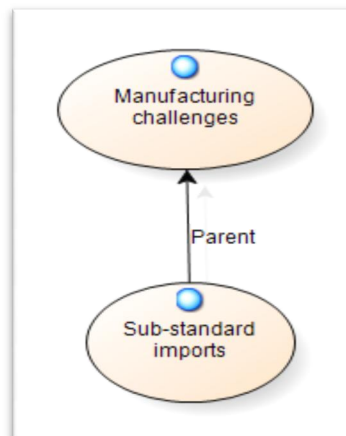 Manufacturing
challenges
Parent
Sub-standard
imports